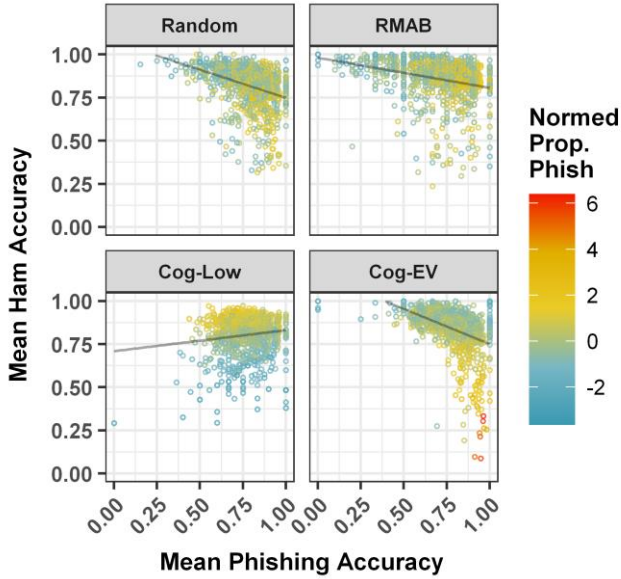 Random
RMAB
1.00
0.75
0.50
0.25
0.00
Cog-Low
Cog-EV
1.00
0.75
0.50
0.25
0.00
0.00 0.25 0.50 0.75 1.00
0.00 0.25 0.50 0.75 1.00
Mean Ham Accuracy
Mean Phishing Accuracy
Normed
Prop.
Phish
6
4
2
0
-2